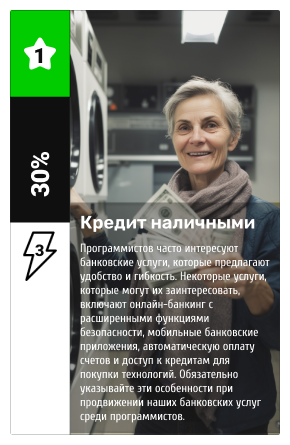 1
30%
3
Кредит наличными
Программистов часто интересуют
банковские услуги, которые предлагают
удобство и гибкость. Некоторые услуги,
которые могут их заинтересовать,
включают онлайн-банкинг с
расширенными функциями
безопасности, мобильные банковские
приложения, автоматическую оплату
счетов и доступ к кредитам для
покупки технологий. Обязательно
указывайте эти особенности при
продвижении наших банковских услуг
среди программистов.